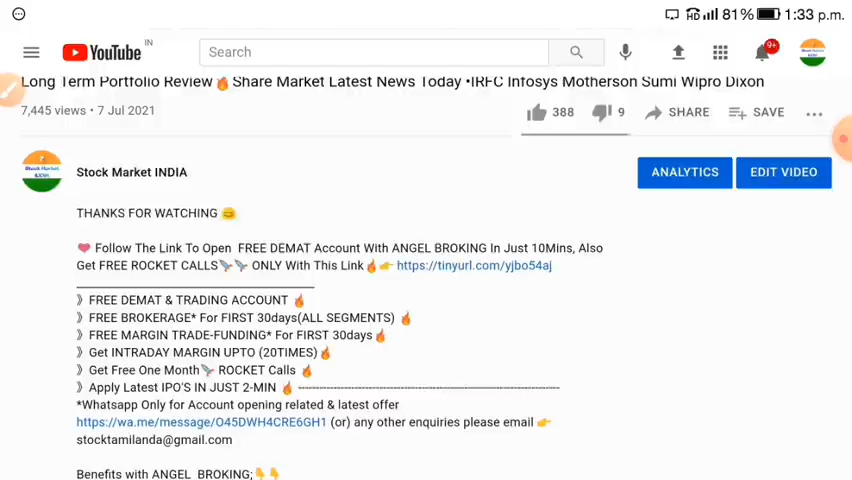 HD 81% 1:33 p.m.
YouTube IN
Search
9+
Long Term Portfolio Review🔥Share Market Latest News Today •IRFC Infosys Motherson Sumi Wipro Dixon
7,445 views • 7 Jul 2021
388 9 SHARE SAVE
Stock Market INDIA
ANALYTICS EDIT VIDEO
THANKS FOR WATCHING 😊
💗 Follow The Link To Open FREE DEMAT Account With ANGEL BROKING In Just 10Mins, Also
Get FREE ROCKET CALLS🚀🚀 ONLY With This Link🔥👉 https://tinyurl.com/yjbo54aj
》FREE DEMAT & TRADING ACCOUNT 🔥
》FREE BROKERAGE* For FIRST 30days(ALL SEGMENTS) 🔥
》FREE MARGIN TRADE-FUNDING* For FIRST 30days🔥
》Get INTRADAY MARGIN UPTO (20TIMES)🔥
》Get Free One Month🚀 ROCKET Calls 🔥
》Apply Latest IPO'S IN JUST 2-MIN 🔥 --------------------------------------------------------------
*Whatsapp Only for Account opening related & latest offer
https://wa.me/message/O45DWH4CRE6GH1 (or) any other enquiries please email 👉
stocktamilanda@gmail.com
Benefits with ANGEL BROKING;👇👇